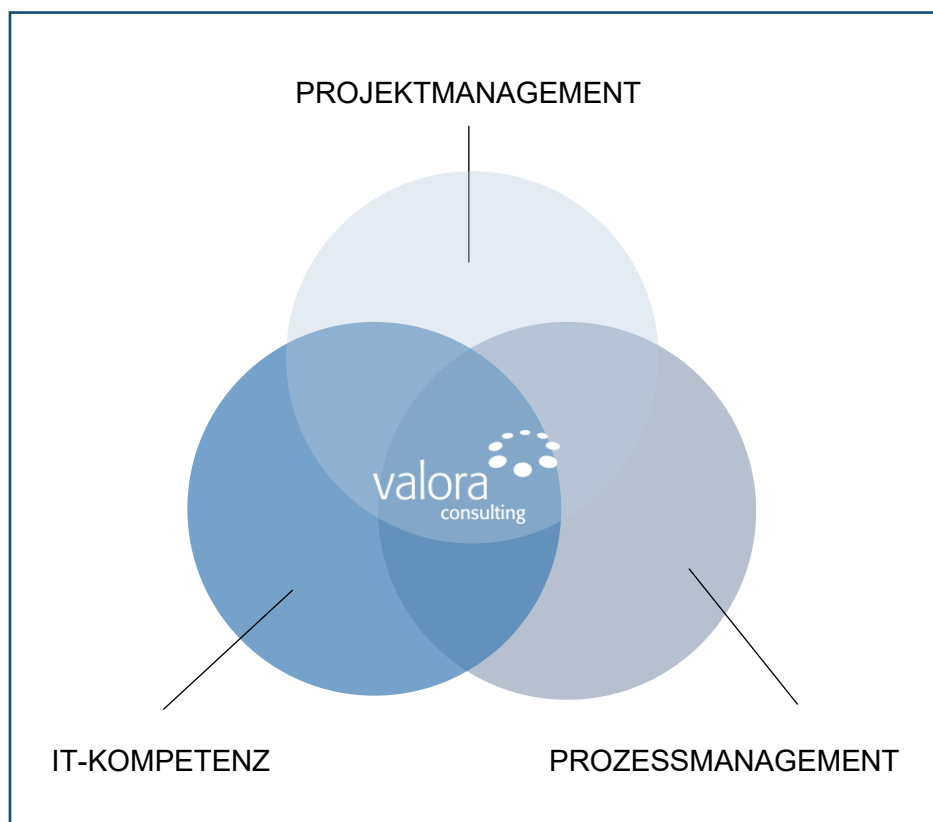 PROJEKTMANAGEMENT
valora
consulting
IT-KOMPETENZ
PROZESSMANAGEMENT